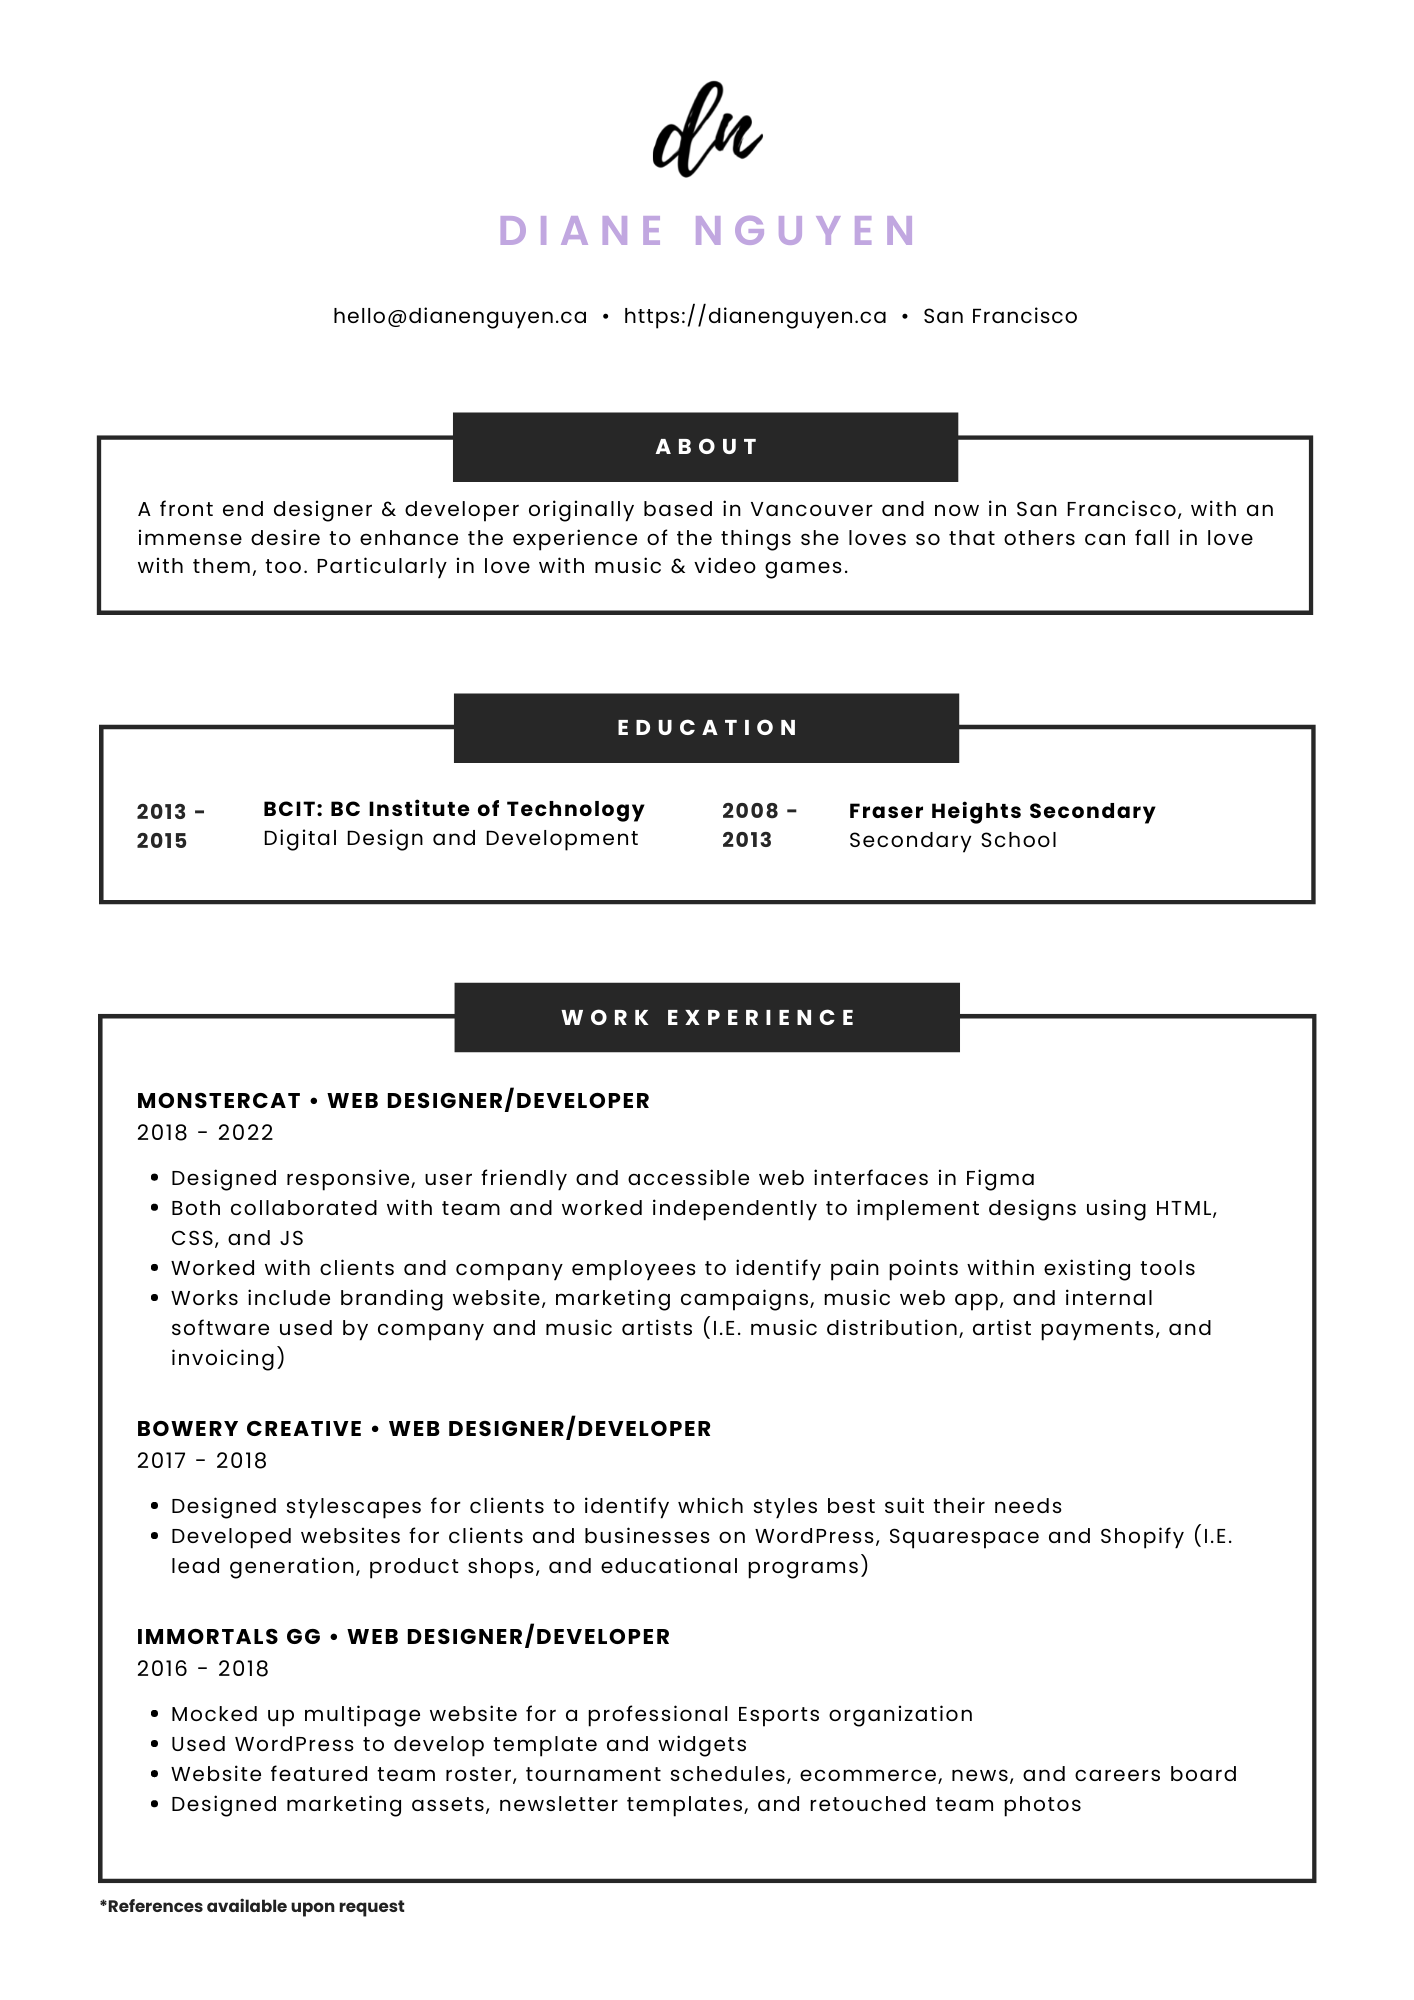 dn
DIANE NGUYEN
hello@dianenguyen.ca • https://dianenguyen.ca • San Francisco
ABOUT
A front end designer & developer originally based in Vancouver and now in San Francisco, with an
immense desire to enhance the experience of the things she loves so that others can fall in love
with them, too. Particularly in love with music & video games.
EDUCATION
2013 -
2015
BCIT: BC Institute of Technology
Digital Design and Development
2008 -
2013
Fraser Heights Secondary
Secondary School
WORK EXPERIENCE
MONSTERCAT • WEB DESIGNER/DEVELOPER
2018 - 2022
• Designed responsive, user friendly and accessible web interfaces in Figma
• Both collaborated with team and worked independently to implement designs using HTML,
CSS, and JS
• Worked with clients and company employees to identify pain points within existing tools
• Works include branding website, marketing campaigns, music web app, and internal
software used by company and music artists (I.E. music distribution, artist payments, and
invoicing)
BOWERY CREATIVE • WEB DESIGNER/DEVELOPER
2017 - 2018
• Designed stylescapes for clients to identify which styles best suit their needs
• Developed websites for clients and businesses on WordPress, Squarespace and Shopify (I.E.
lead generation, product shops, and educational programs)
IMMORTALS GG • WEB DESIGNER/DEVELOPER
2016 - 2018
• Mocked up multipage website for a professional Esports organization
• Used WordPress to develop template and widgets
• Website featured team roster, tournament schedules, ecommerce, news, and careers board
• Designed marketing assets, newsletter templates, and retouched team photos
*References available upon request